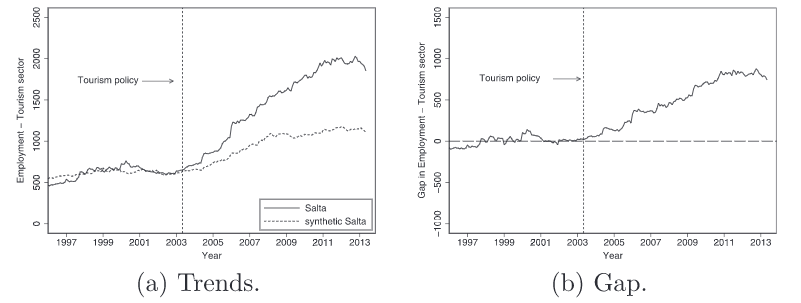 2500
2000
1500
1000
500
0
Employment − Tourism sector
Tourism policy
Salta
synthetic Salta
1997 1999 2001 2003 2005 2007 2009 2011 2013
Year
(a) Trends.
1500
1000
500
0
−500
−1000
Gap in Employment − Tourism sector
Tourism policy
1997 1999 2001 2003 2005 2007 2009 2011 2013
Year
(b) Gap.